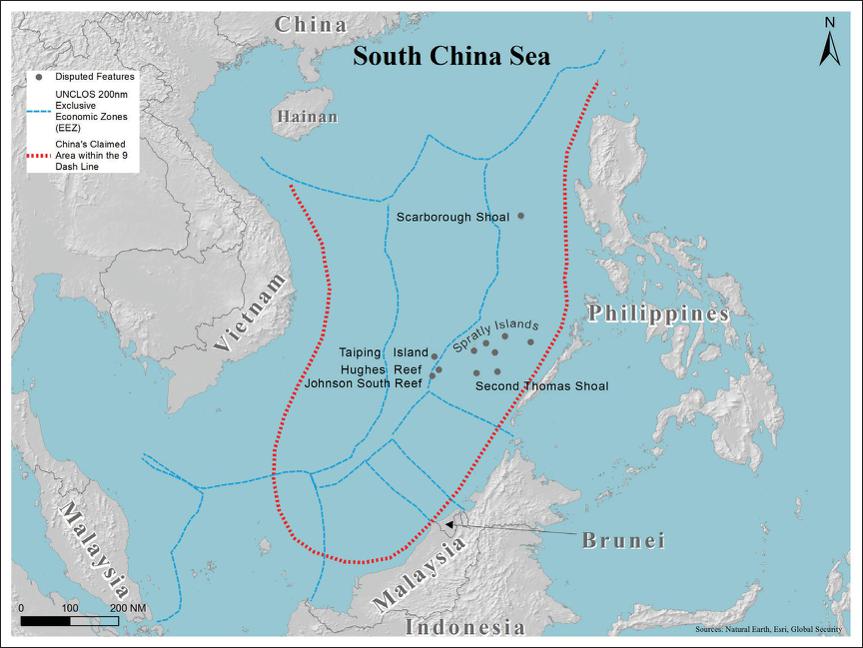 China
South China Sea
N
Disputed Features
UNCLOS 200nm
Exclusive
Economic Zones
(EEZ)
China's Claimed
Area within the 9
Dash Line
Hainan
Scarborough Shoal
Vietnam
Philippines
Spratly Islands
Taiping Island
Hughes Reef
Johnson South Reef
Second Thomas Shoal
Malaysia
Brunei
Malaysia
0 100 200 NM
Indonesia
Sources: Natural Earth, Esri, Global Security